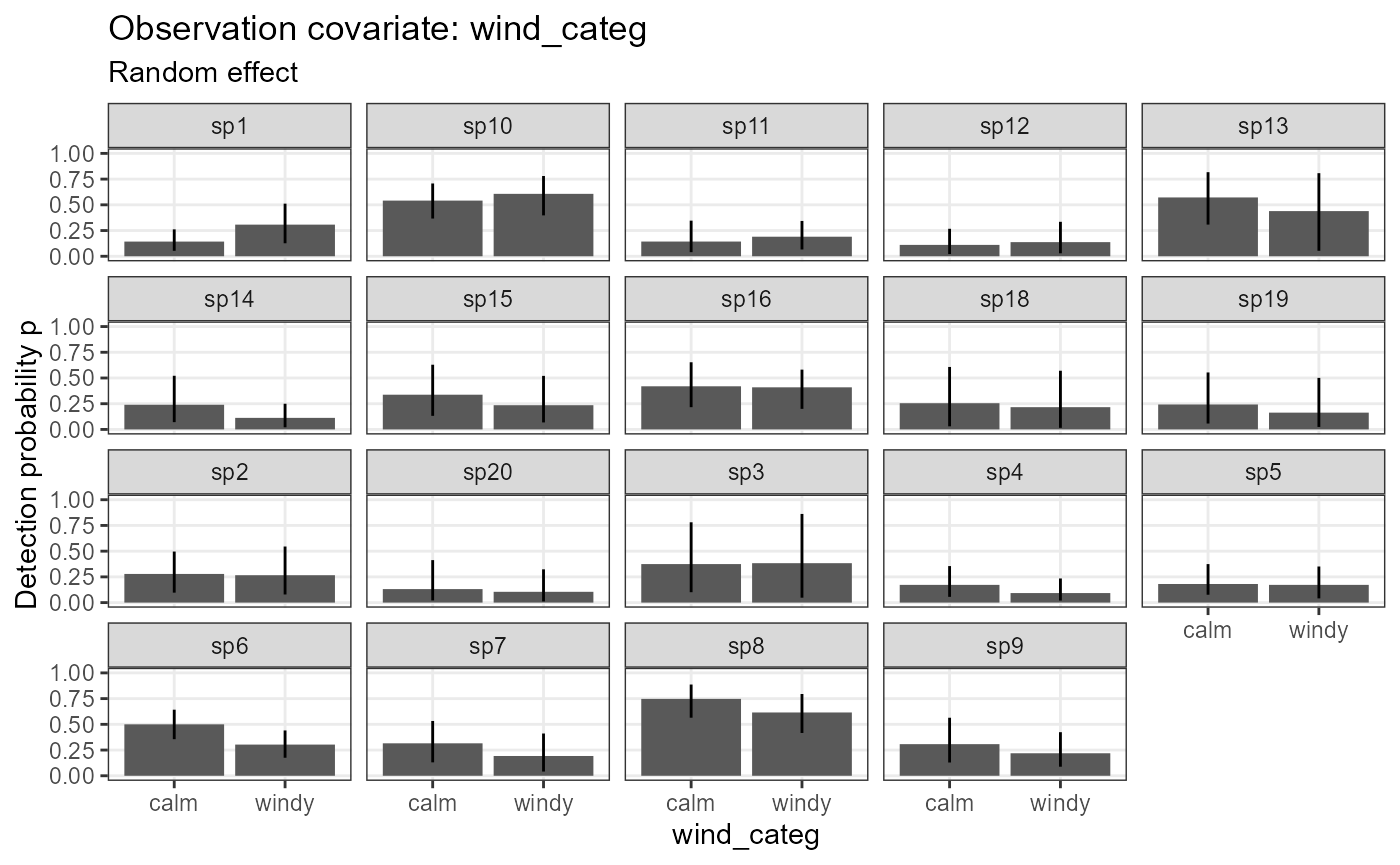 Observation covariate: wind_categ
Random effect
sp1 sp10 sp11 sp12 sp13
1.00
0.75
0.50
0.25
0.00
sp14 sp15 sp16 sp18 sp19
1.00
0.75
0.50
0.25
0.00
Detection probability p
sp2 sp20 sp3 sp4 sp5
1.00
0.75
0.50
0.25
0.00
calm windy
sp6 sp7 sp8 sp9
1.00
0.75
0.50
0.25
0.00
calm windy calm windy calm windy calm windy
wind_categ